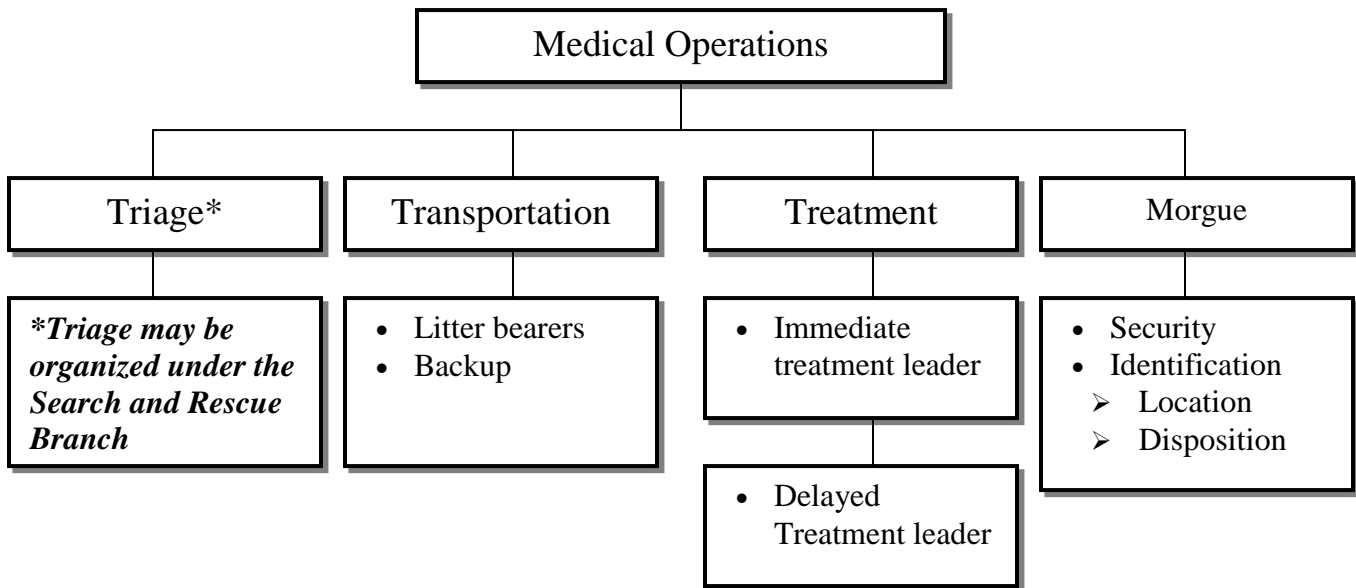 Medical Operations
Triage*
Transportation
Treatment
Morgue
*Triage may be
organized under the
Search and Rescue
Branch
• Litter bearers
• Backup
• Immediate
treatment leader
• Delayed
Treatment leader
• Security
• Identification
➢ Location
➢ Disposition